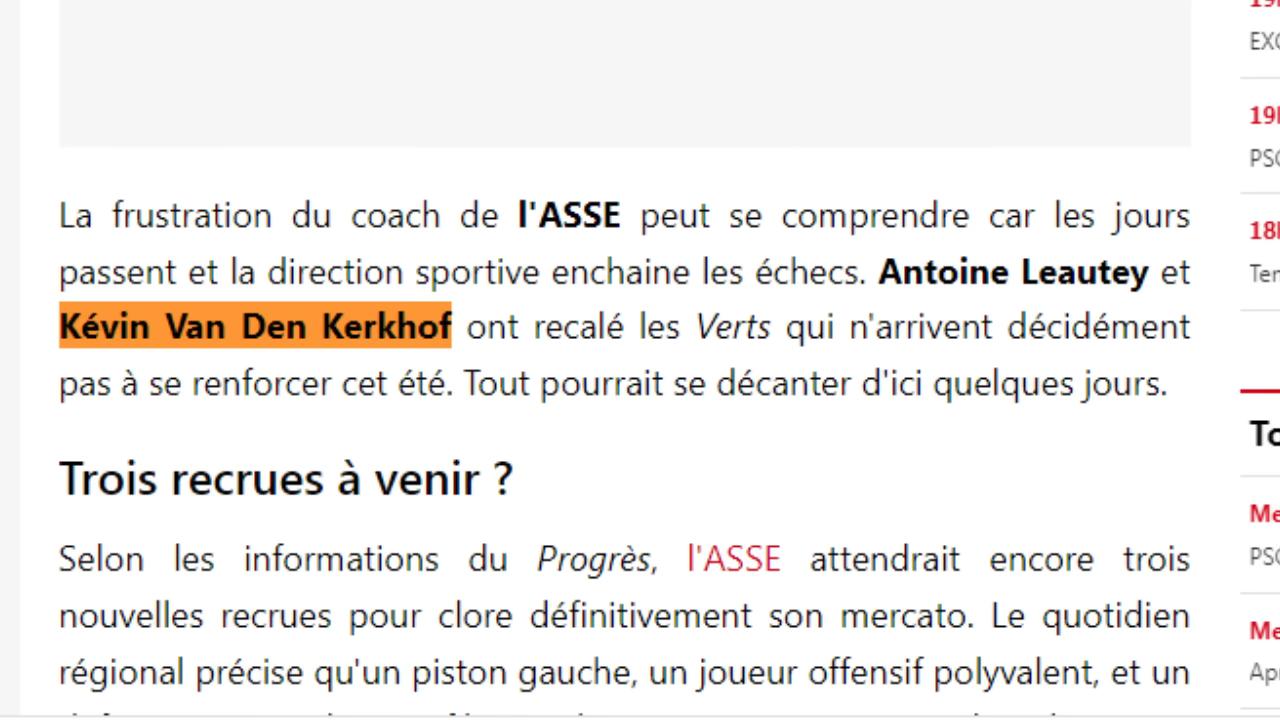 La frustration du coach de l'ASSE peut se comprendre car les jours
passent et la direction sportive enchaine les échecs. Antoine Leautey et
Kévin Van Den Kerkhof ont recalé les Verts qui n'arrivent décidément
pas à se renforcer cet été. Tout pourrait se décanter d'ici quelques jours.
Trois recrues à venir ?
Selon les informations du Progrès, l'ASSE attendrait encore trois
nouvelles recrues pour clore définitivement son mercato. Le quotidien
régional précise qu'un piston gauche, un joueur offensif polyvalent, et un